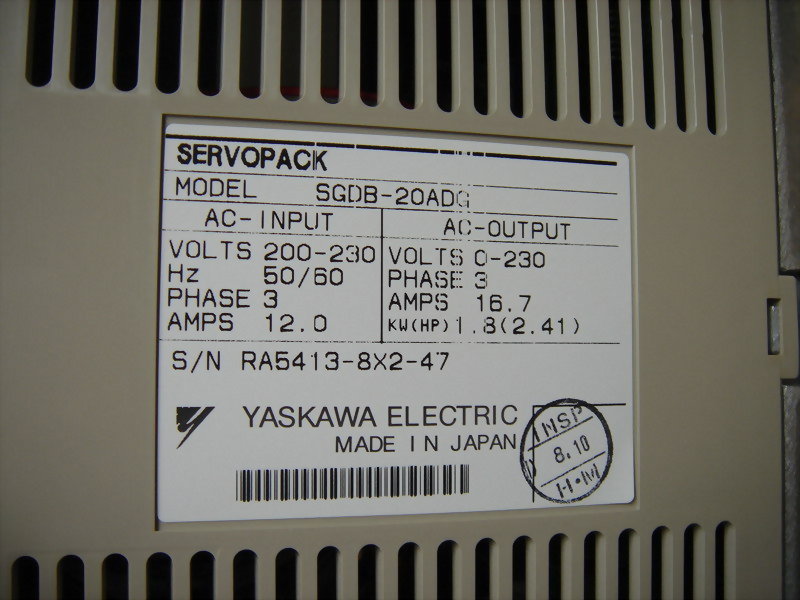 SERVOPACK
MODEL SGDB-20ADG
AC-INPUT AC-OUTPUT
VOLTS 200-230 VOLTS 0-230
Hz 50/60 PHASE 3
PHASE 3 AMPS 16.7
AMPS 12.0 KW(HP) 1.8(2.41)
S/N RA5413-8X2-47
YASKAWA ELECTRIC
MADE IN JAPAN
INSP
8.10
H.M